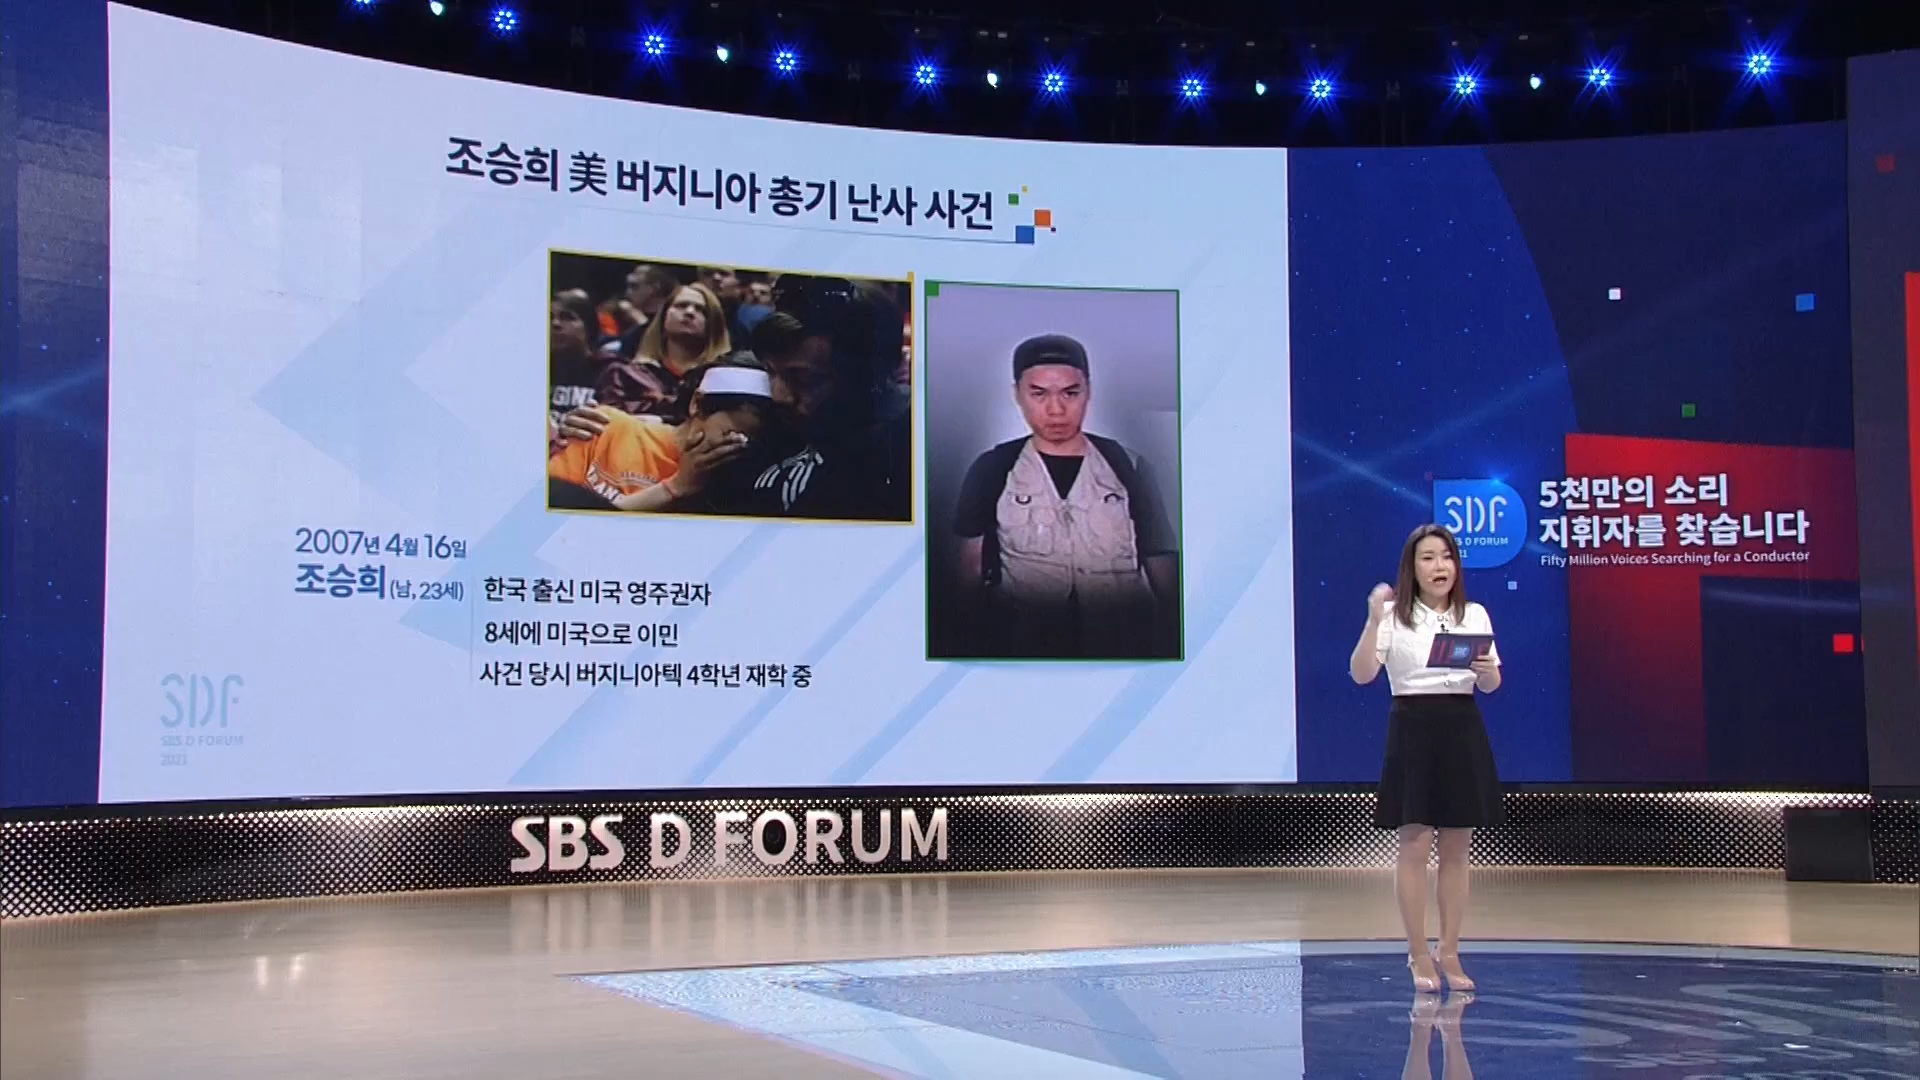 조승희 美 버지니아 총기 난사 사건
2007년 4월 16일
조승희 (남, 23세)
한국 출신 미국 영주권자
8세에 미국으로 이민
사건 당시 버지니아텍 4학년 재학 중
SDF
SBS D FORUM
SDF
5천만의 소리
지휘자를 찾습니다
Fifty Million Voices Searching for a Conductor
SBS D FORUM